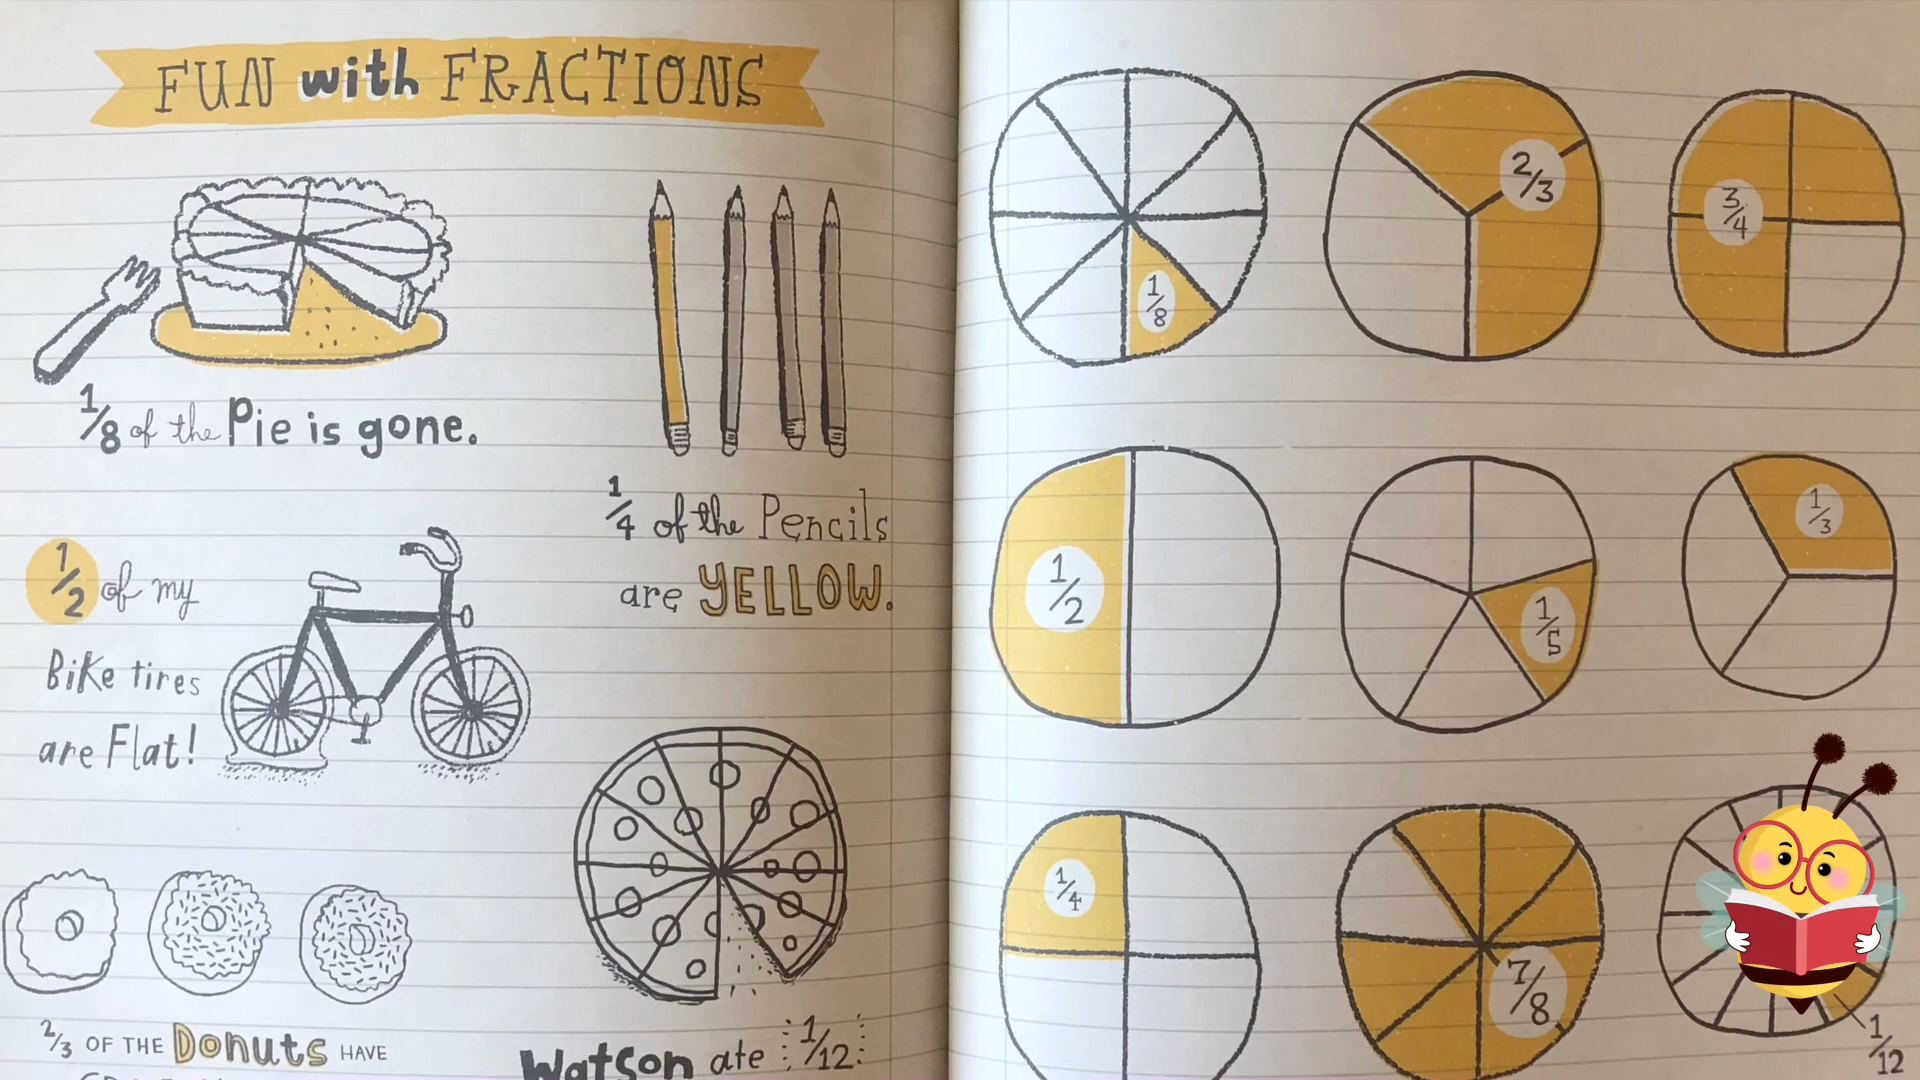 FUN with FRACTIONS
1/8 of the Pie is gone.
1/4 of the Pencils
are YELLOW.
1/2 of my
Bike tires
are Flat!
2/3 OF THE Donuts HAVE
Watson ate 1/12
1/8
2/3
3/4
1/2
1/5
1/3
1/4
7/8
1/12